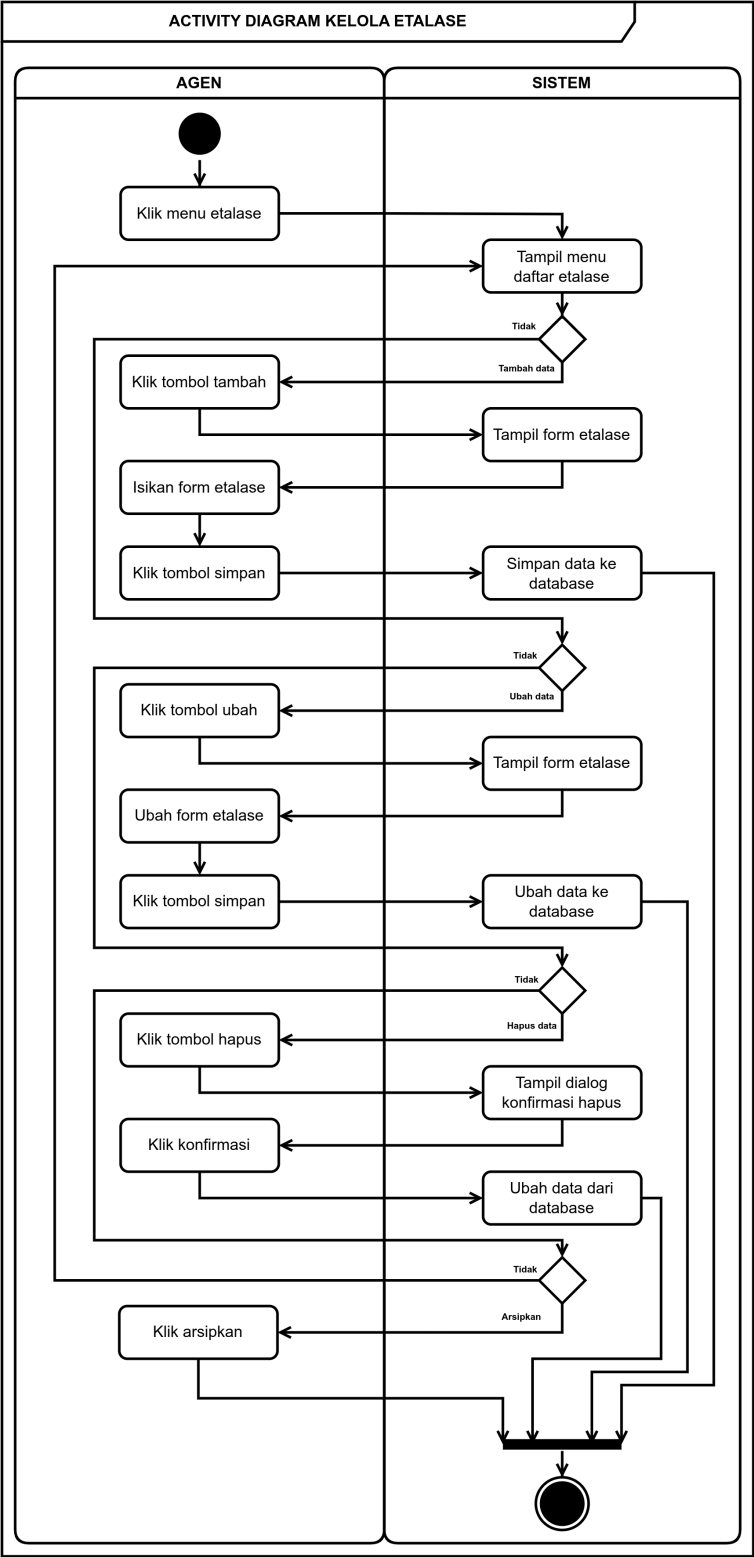 ACTIVITY DIAGRAM KELOLA ETALASE
AGEN
SISTEM
Klik menu etalase
Tampil menu
daftar etalase
Tidak
Tambah data
Klik tombol tambah
Tampil form etalase
Isikan form etalase
Klik tombol simpan
Simpan data ke
database
Tidak
Ubah data
Klik tombol ubah
Tampil form etalase
Ubah form etalase
Klik tombol simpan
Ubah data ke
database
Tidak
Hapus data
Klik tombol hapus
Tampil dialog
konfirmasi hapus
Klik konfirmasi
Ubah data dari
database
Tidak
Arsipkan
Klik arsipkan